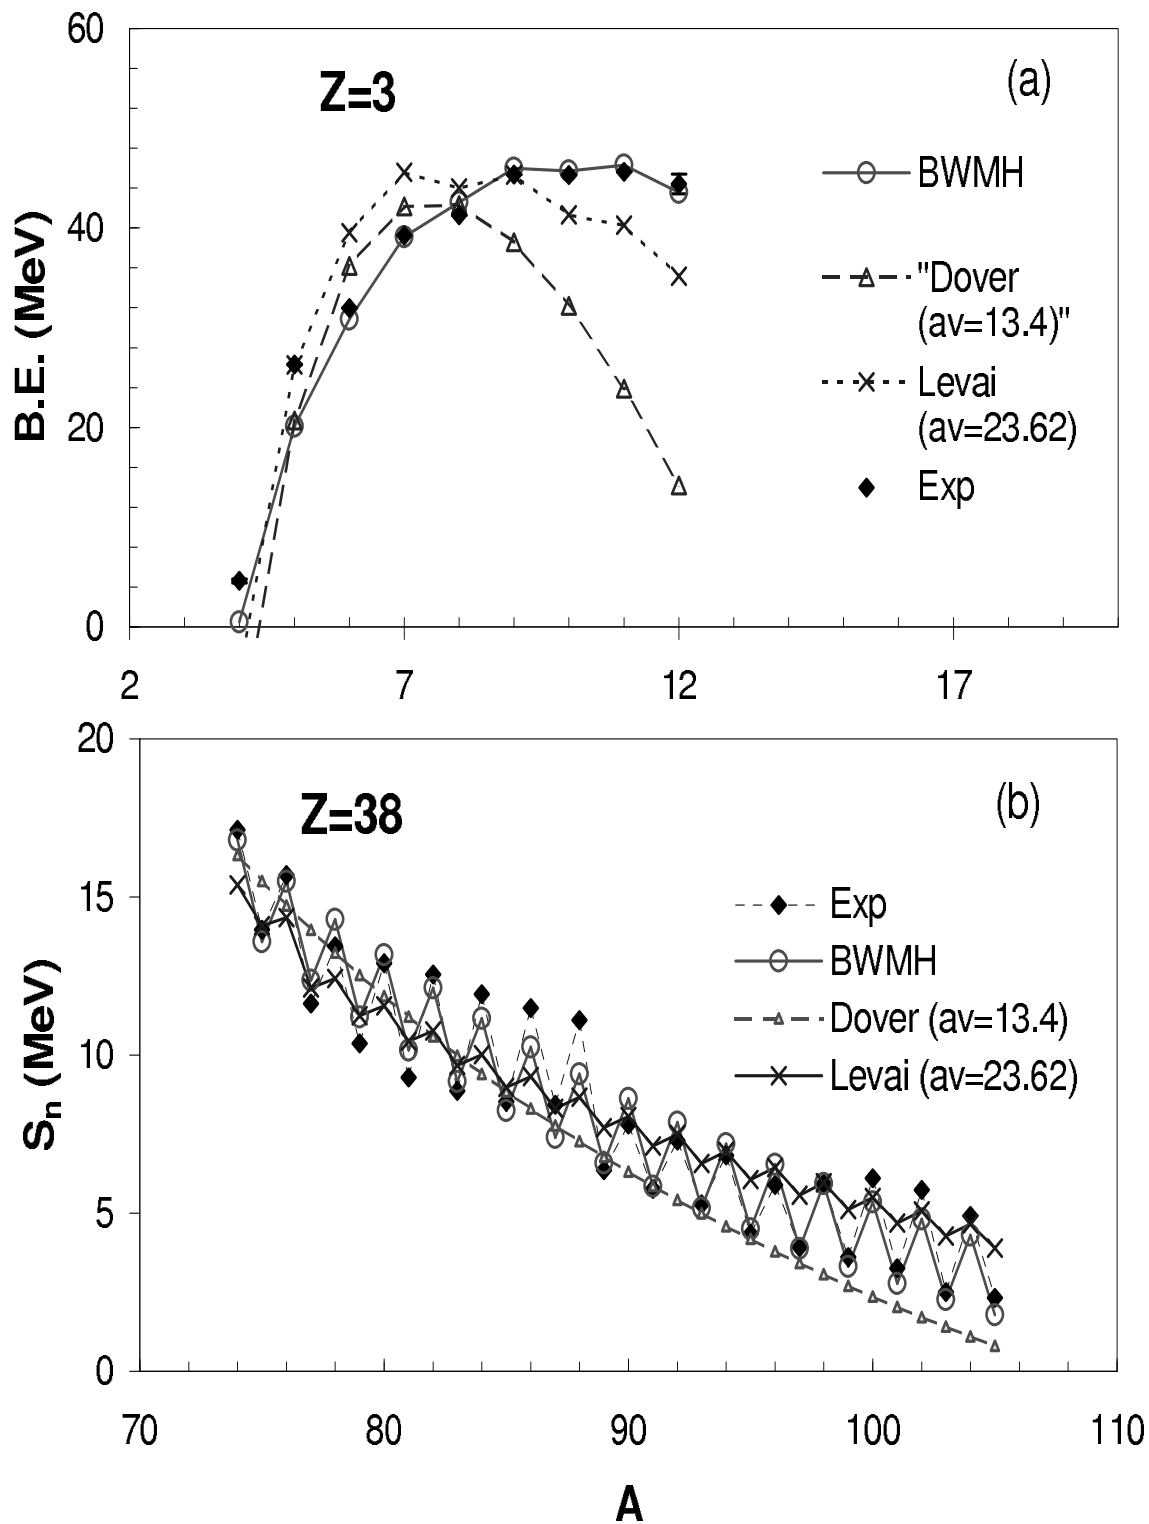 60
Z=3
(a)
BWMH
40
"Dover
(av=13.4)"
B.E. (MeV)
Levai
(av=23.62)
20
Exp
0
2
7
12
17
20
Z=38
(b)
15
Exp
BWMH
Dover (av=13.4)
10
Levai (av=23.62)
Sn (MeV)
5
0
70
80
90
100
110
A